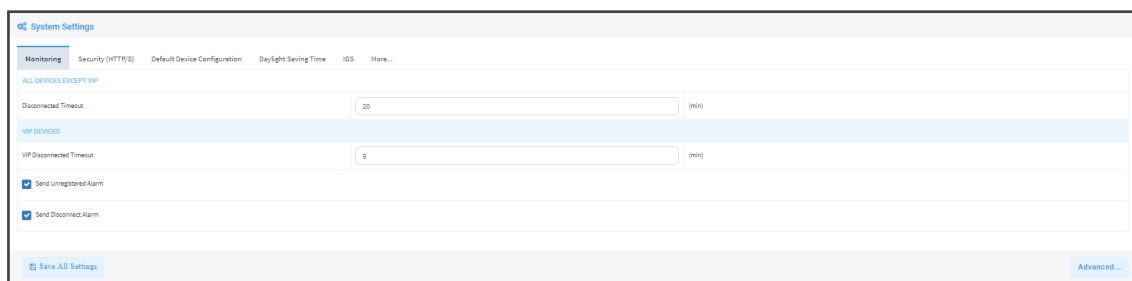 System Settings
Monitoring Security (HTTP/S) Default Device Configuration Daylight Saving Time IGS More...
ALL DEVICES EXCEPT VIP
Disconnected Timeout 20 (min)
VIP DEVICES
VIP Disconnected Timeout 5 (min)
Send Unregistered Alarm
Send Disconnect Alarm
Save All Settings Advanced...